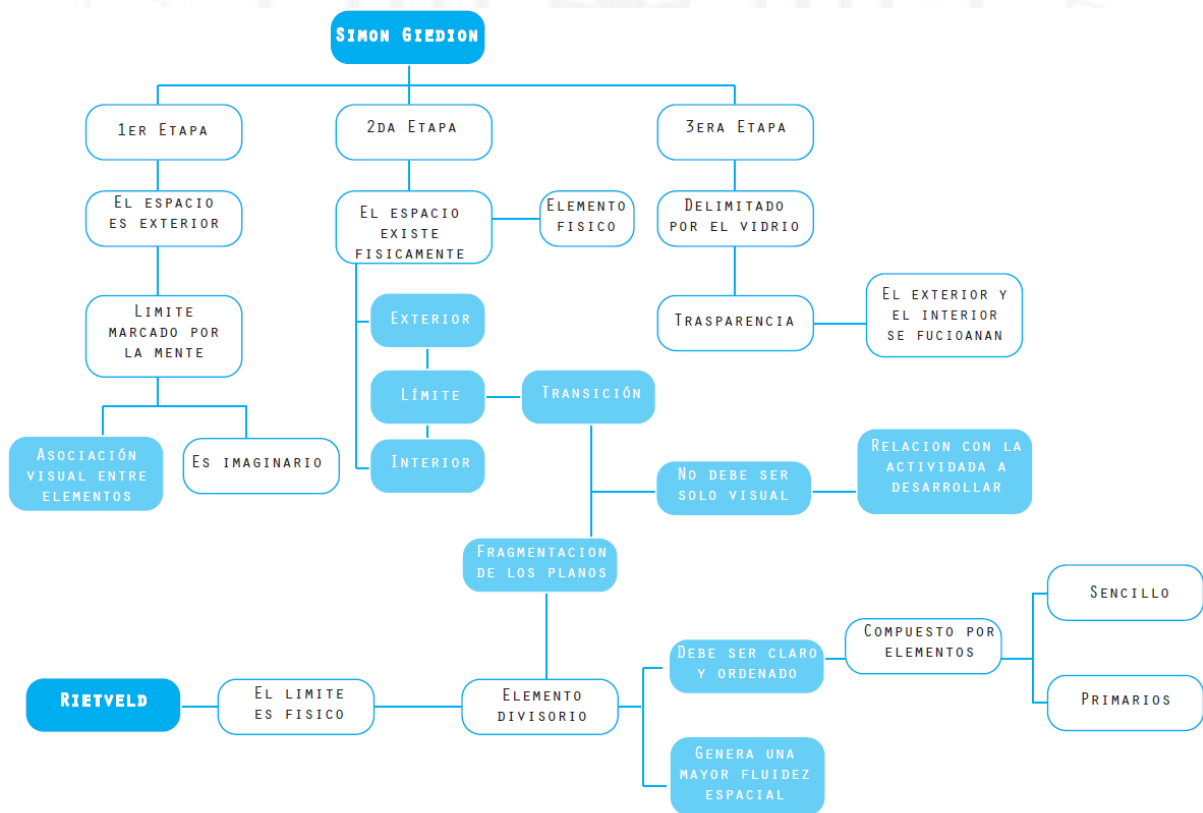 Simon Giedion
1er Etapa
2da Etapa
3era Etapa
El espacio
es exterior
El espacio
existe
fisicamente
Elemento
fisico
Delimitado
por el vidrio
Limite
marcado por
la mente
Exterior
Trasparencia
El exterior y
el interior
se fucioanan
Límite
Transición
Asociación
visual entre
elementos
Es imaginario
Interior
No debe ser
solo visual
Relacion con la
actividada a
desarrollar
Fragmentacion
de los planos
Sencillo
Debe ser claro
y ordenado
Compuesto por
elementos
Rietveld
El limite
es fisico
Elemento
divisorio
Primarios
Genera una
mayor fluidez
espacial